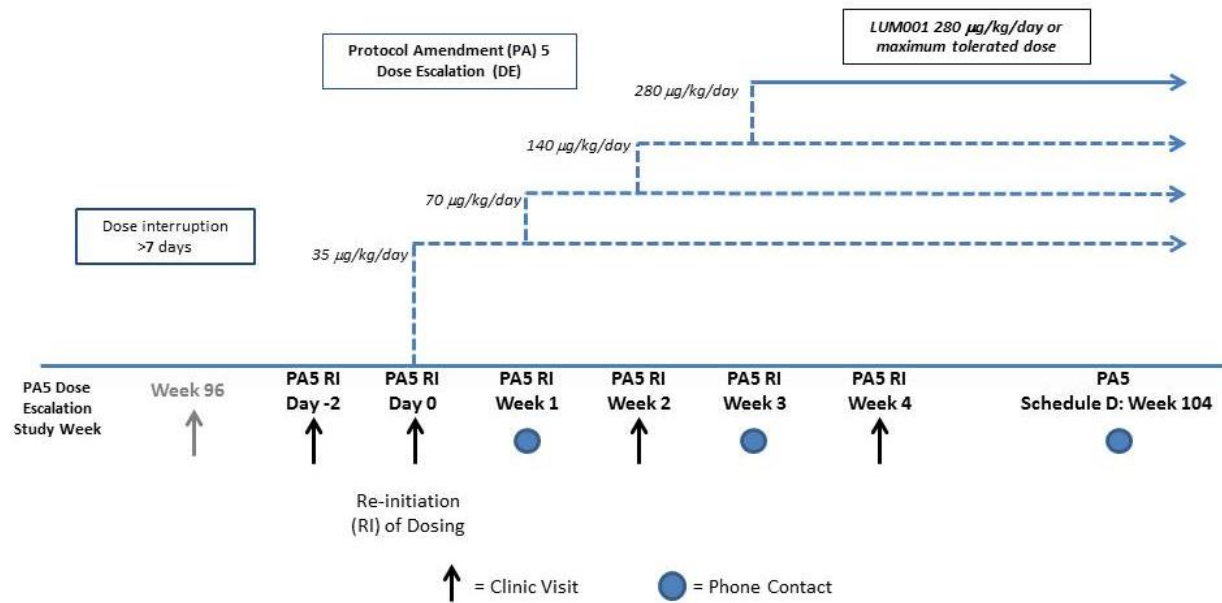 Protocol Amendment (PA) 5
Dose Escalation (DE)
LUM001 280 µg/kg/day or
maximum tolerated dose
280 µg/kg/day
140 µg/kg/day
70 µg/kg/day
Dose interruption
>7 days
35 µg/kg/day
PA5 Dose
Escalation
Study Week
Week 96
PA5 RI
Day -2
PA5 RI
Day 0
PA5 RI
Week 1
PA5 RI
Week 2
PA5 RI
Week 3
PA5 RI
Week 4
PA5
Schedule D: Week 104
Re-initiation
(RI) of Dosing
= Clinic Visit
= Phone Contact